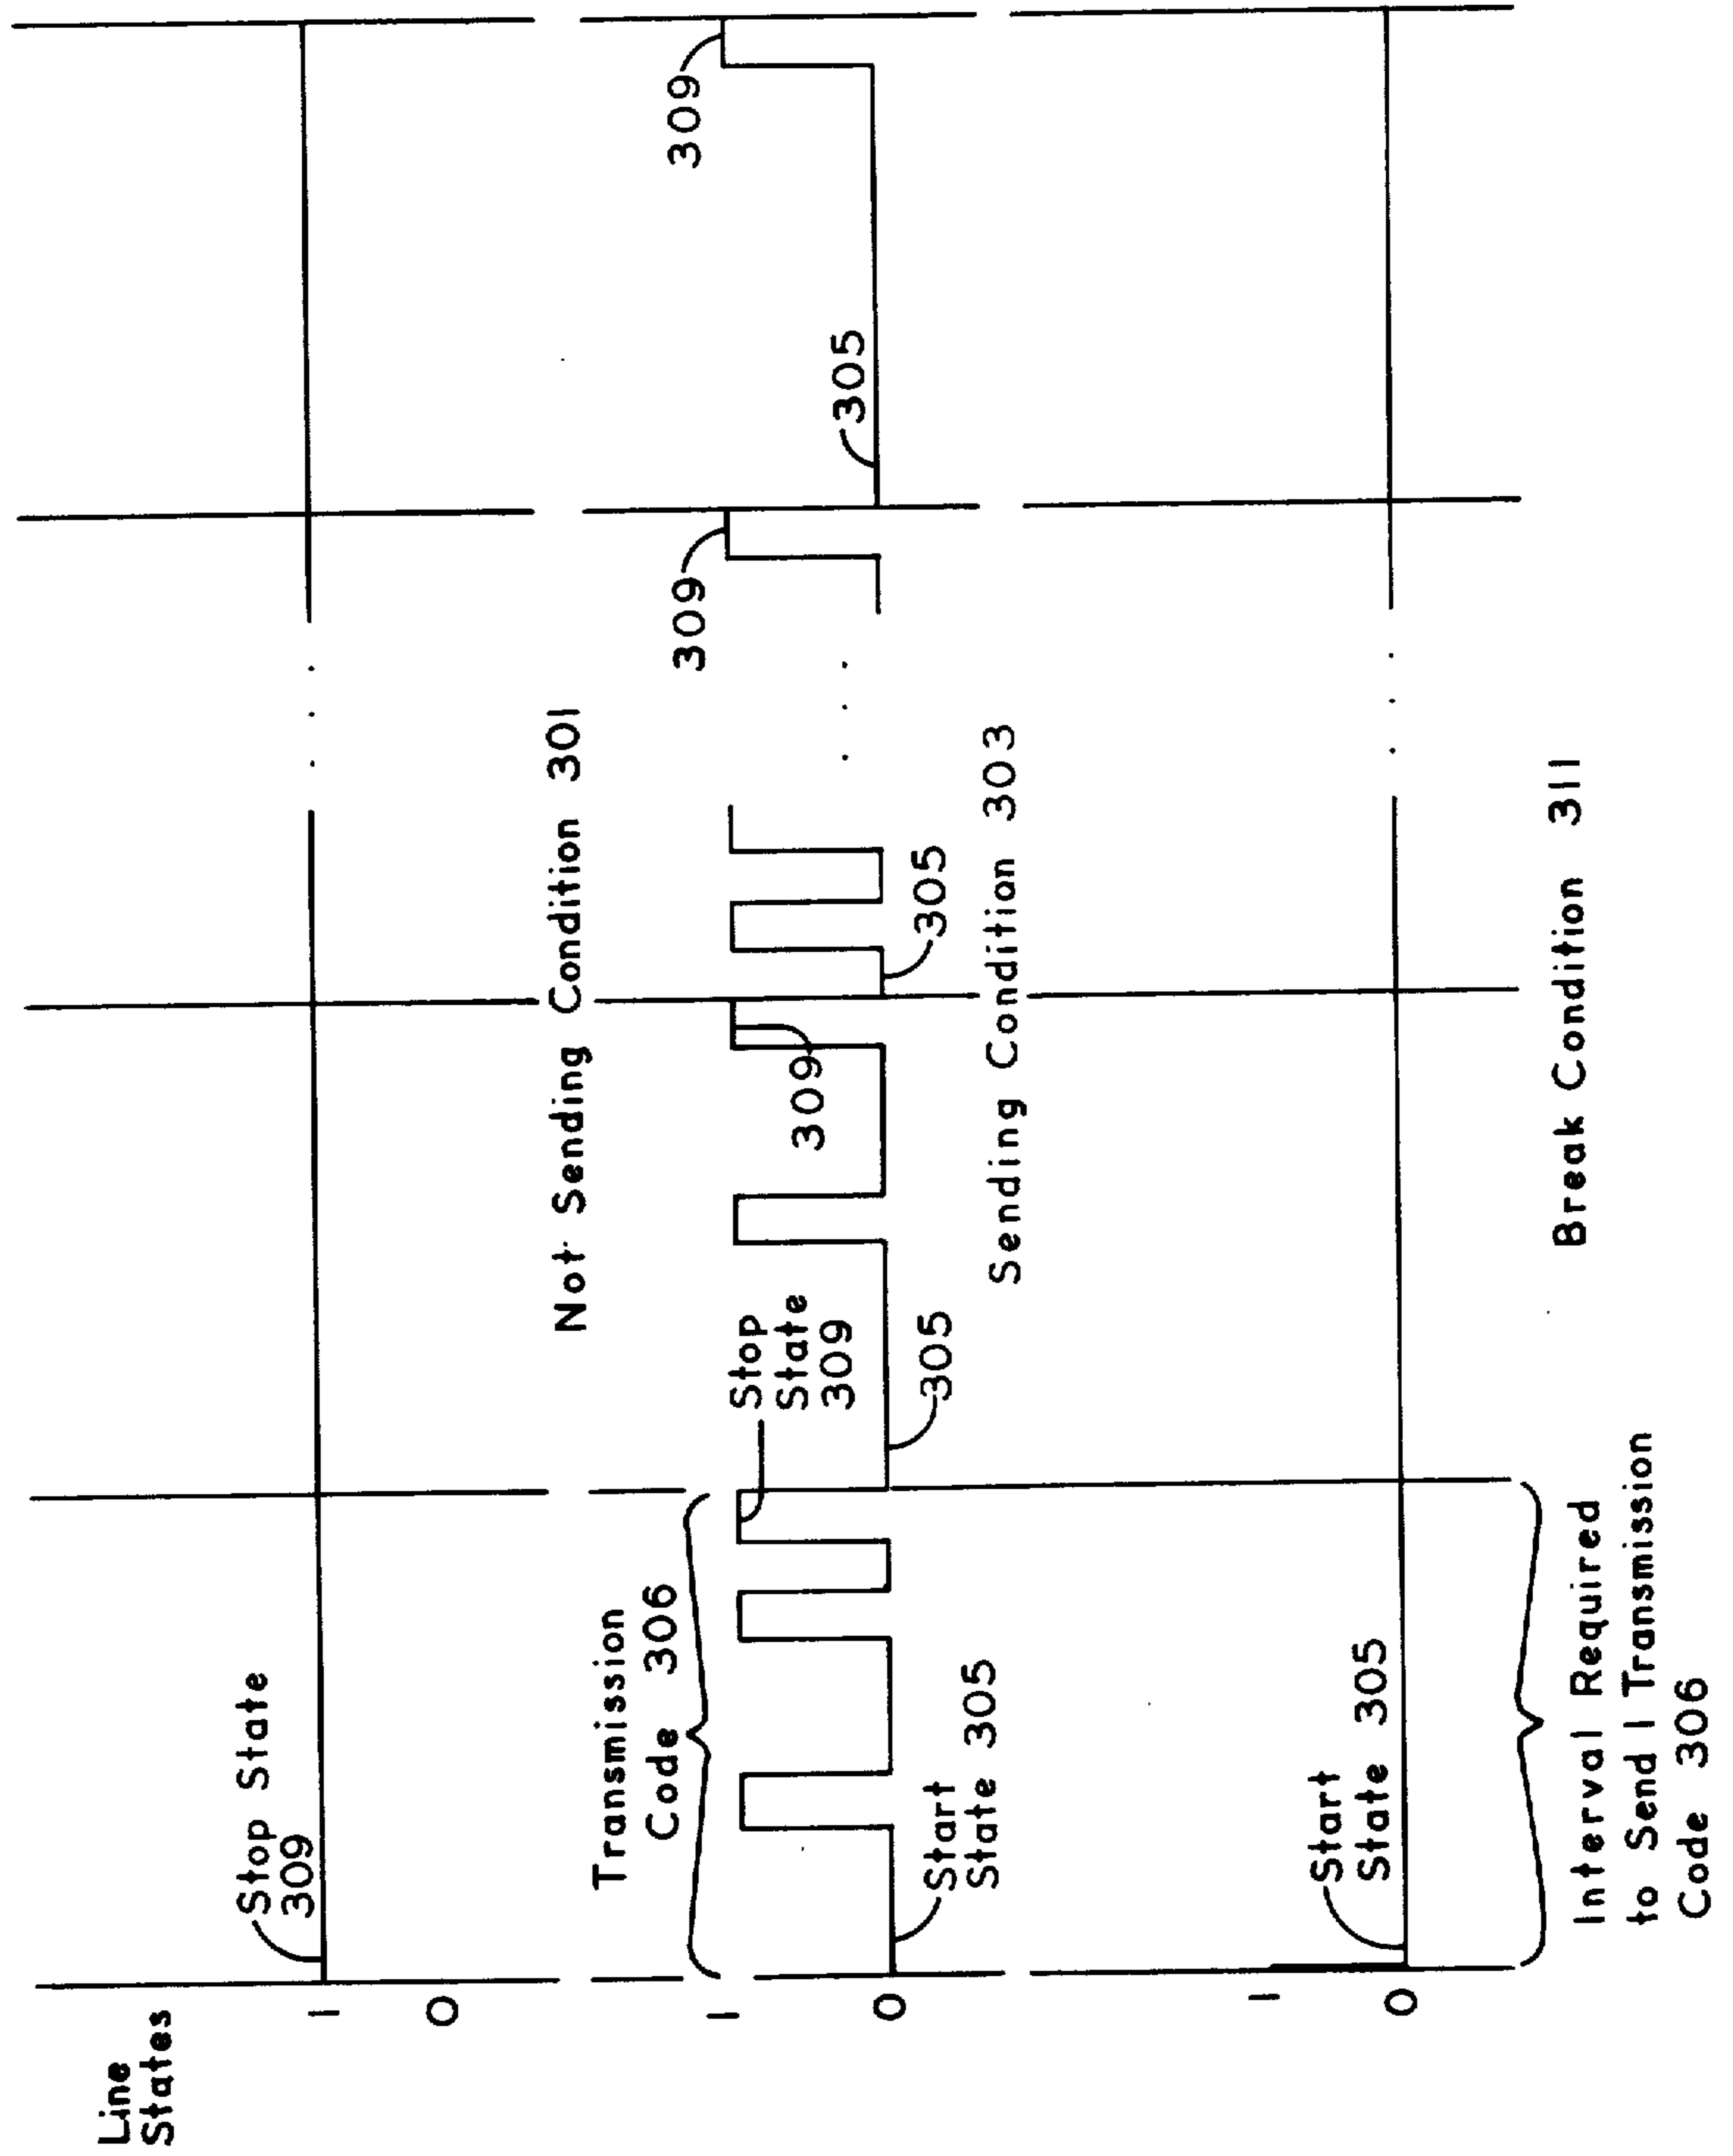 Line
States
1
0
Stop State
309
Not Sending Condition 301
1
0
Transmission
Code 306
Start
State 305
Stop
State
309
305
309
305
309
305
309
Sending Condition 303
1
0
Start
State 305
Break Condition 311
Interval Required
to Send 1 Transmission
Code 306